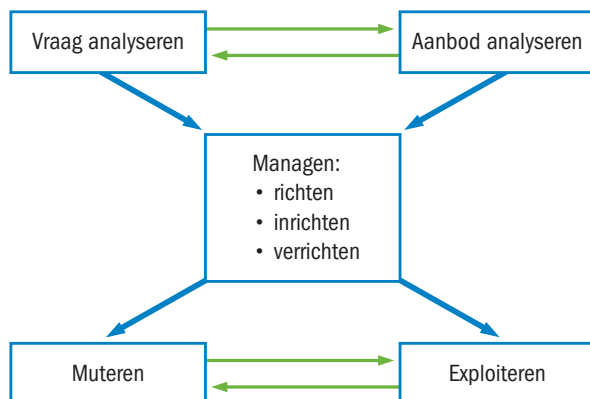 Vraag analyseren
Aanbod analyseren
Managen:
• richten
• inrichten
• verrichten
Muteren
Exploiteren